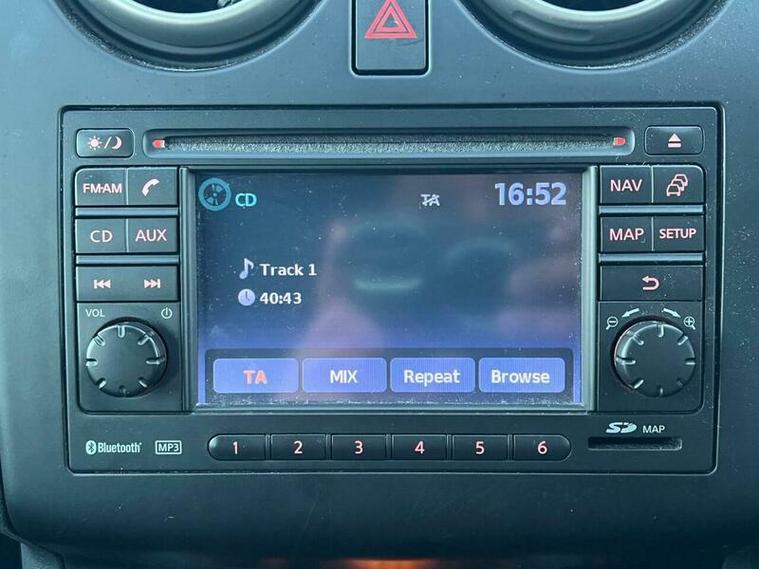 FM·AM
CD AUX
VOL
CD TA 16:52
Track 1
40:43
TA MIX Repeat Browse
NAV
MAP SETUP
Bluetooth MP3
1 2 3 4 5 6
SD MAP